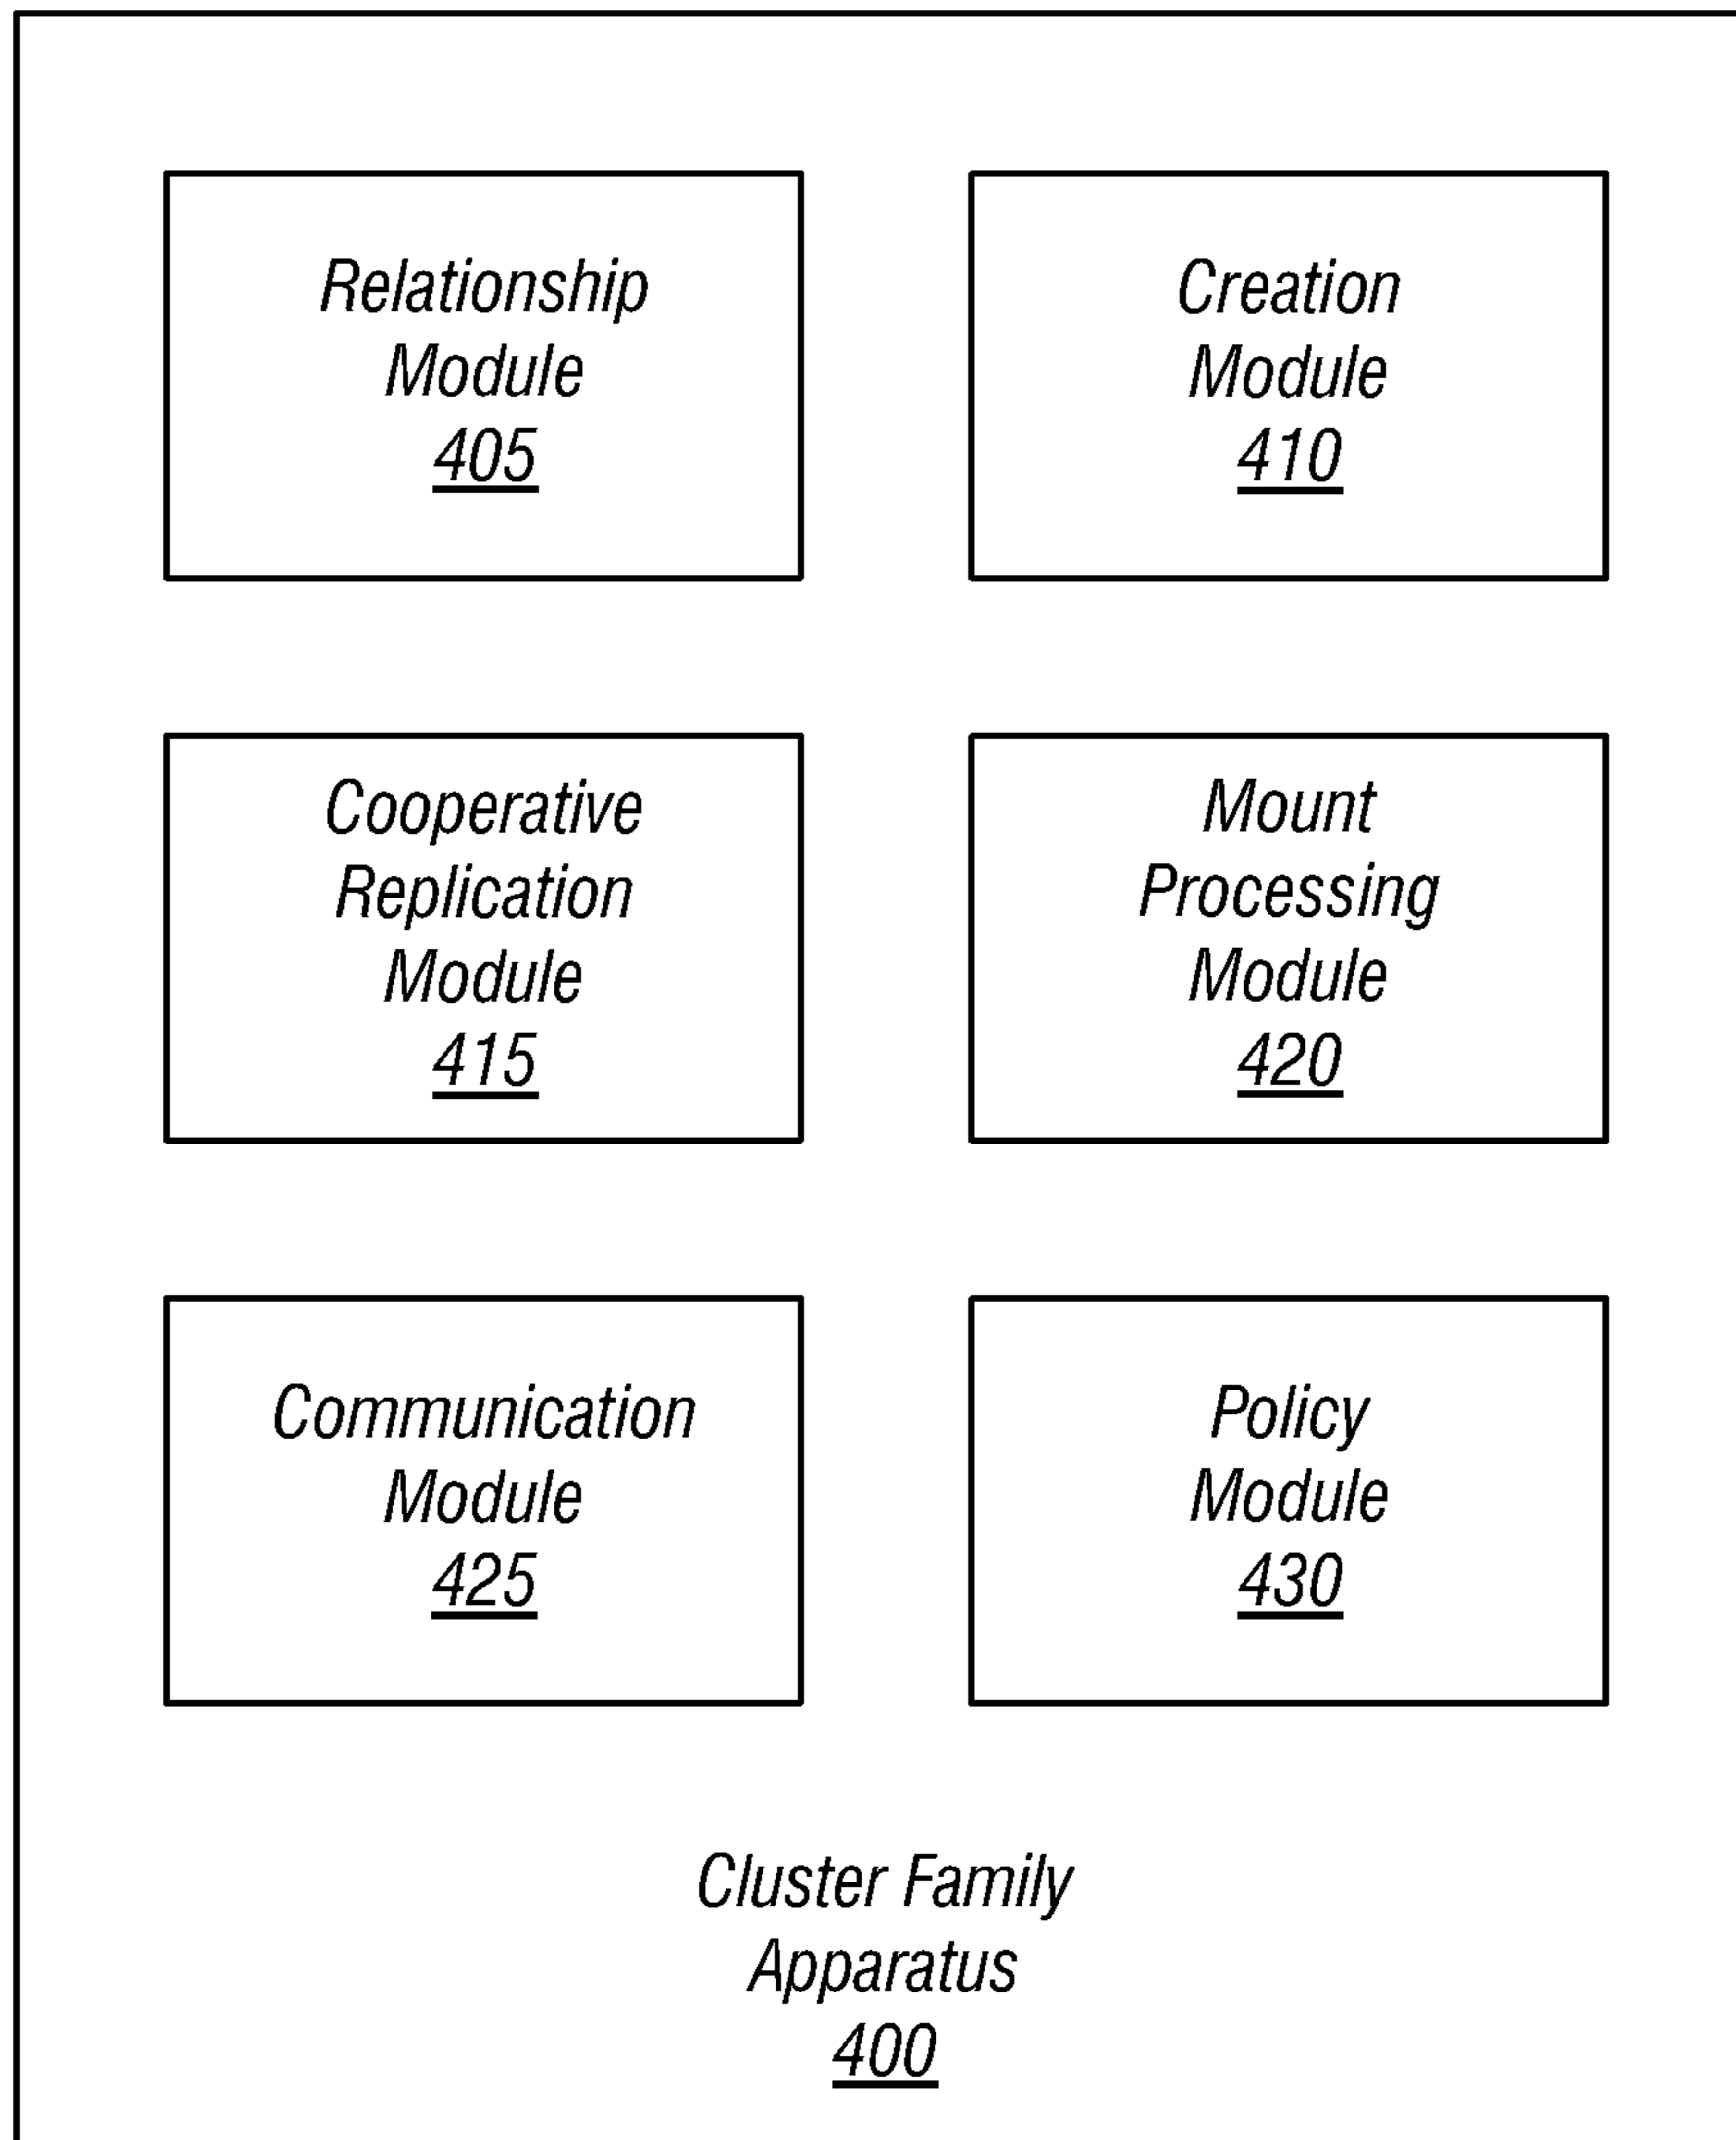 Relationship
Module
405
Creation
Module
410
Cooperative
Replication
Module
415
Mount
Processing
Module
420
Communication
Module
425
Policy
Module
430
Cluster Family
Apparatus
400